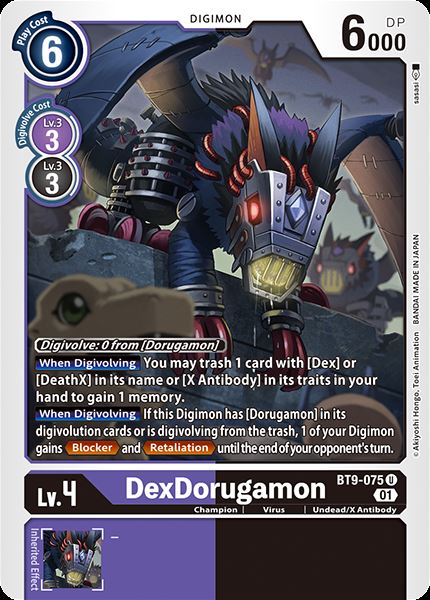 Play Cost
6
DIGIMON
6000
DP
Digivolve Cost
Lv.3
3
Lv.3
3
sasasi
© Akiyoshi Hongo, Toei Animation BANDAI MADE IN JAPAN
Digivolve: 0 from [Dorugamon]
When Digivolving You may trash 1 card with [Dex] or
[DeathX] in its name or [X Antibody] in its traits in your
hand to gain 1 memory.
When Digivolving If this Digimon has [Dorugamon] in its
digivolution cards or is digivolving from the trash, 1 of your Digimon
gains Blocker and Retaliation until the end of your opponent's turn.
Lv.4
DexDorugamon
BT9-075 U
01
Champion Virus Undead/X Antibody
Inherited Effect
–